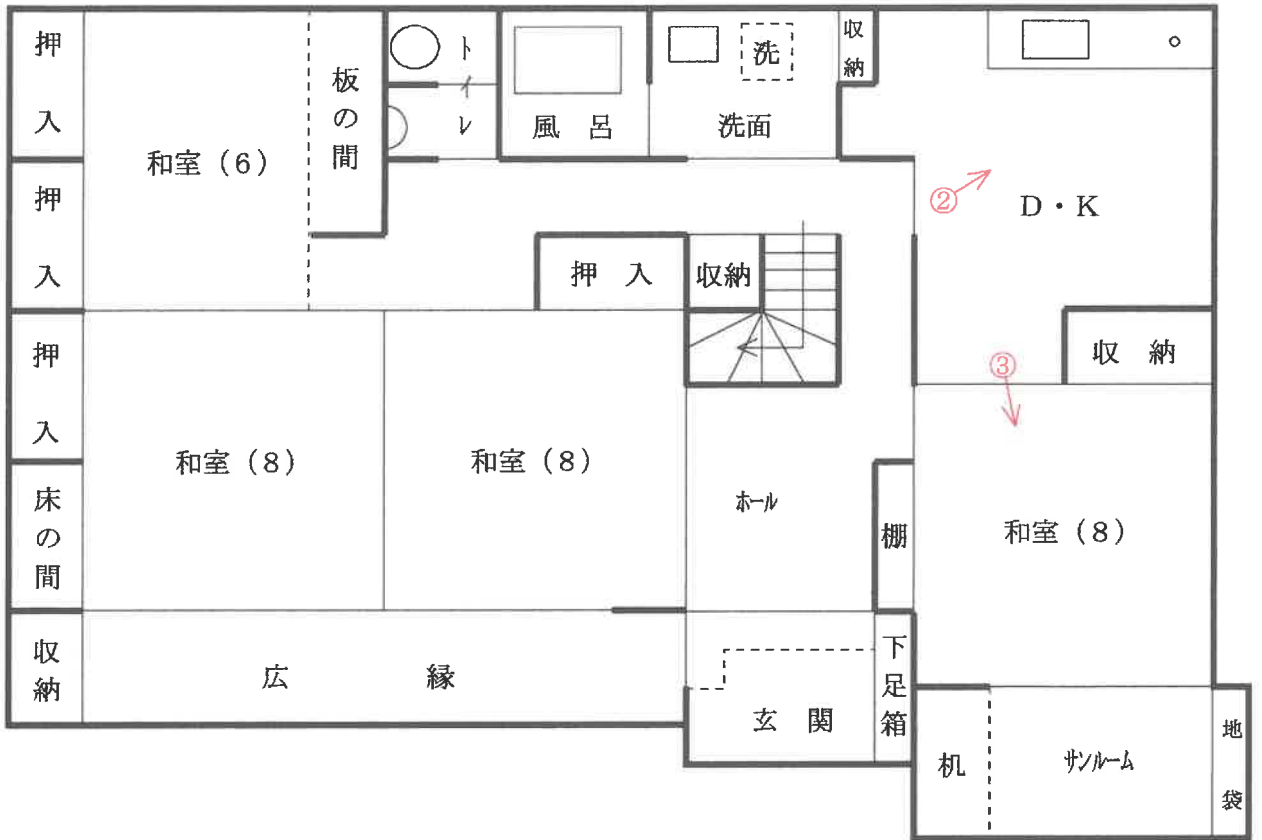 押入
和室（6）
板の間
トイレ
風 呂
洗
洗面
収納
D・K
②
押入
押 入
収納
収 納
③
押入
和室（8）
和室（8）
ホール
棚
和室（8）
床の間
収納
広 縁
玄 関
下足箱
机
サンルーム
地袋